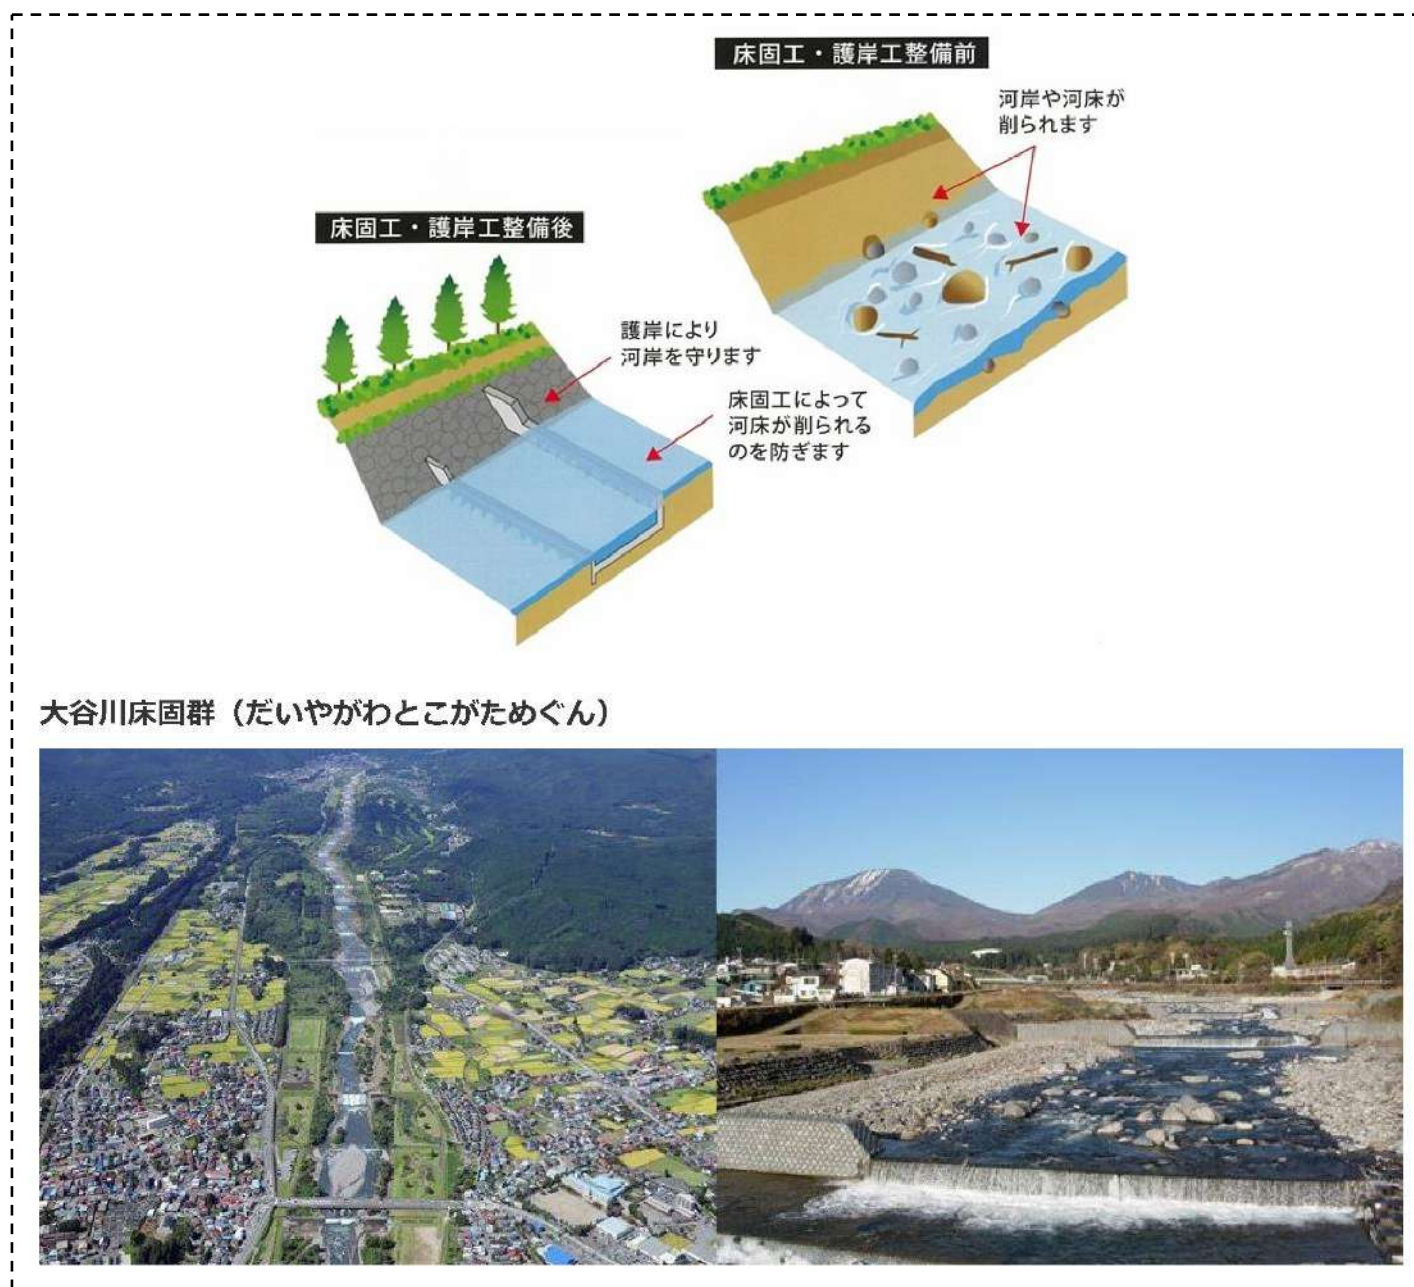 床固工・護岸工整備前
河岸や河床が
削られます
床固工・護岸工整備後
護岸により
河岸を守ります
床固工によって
河床が削られる
のを防ぎます
大谷川床固群（だいやがわとこがためぐん）